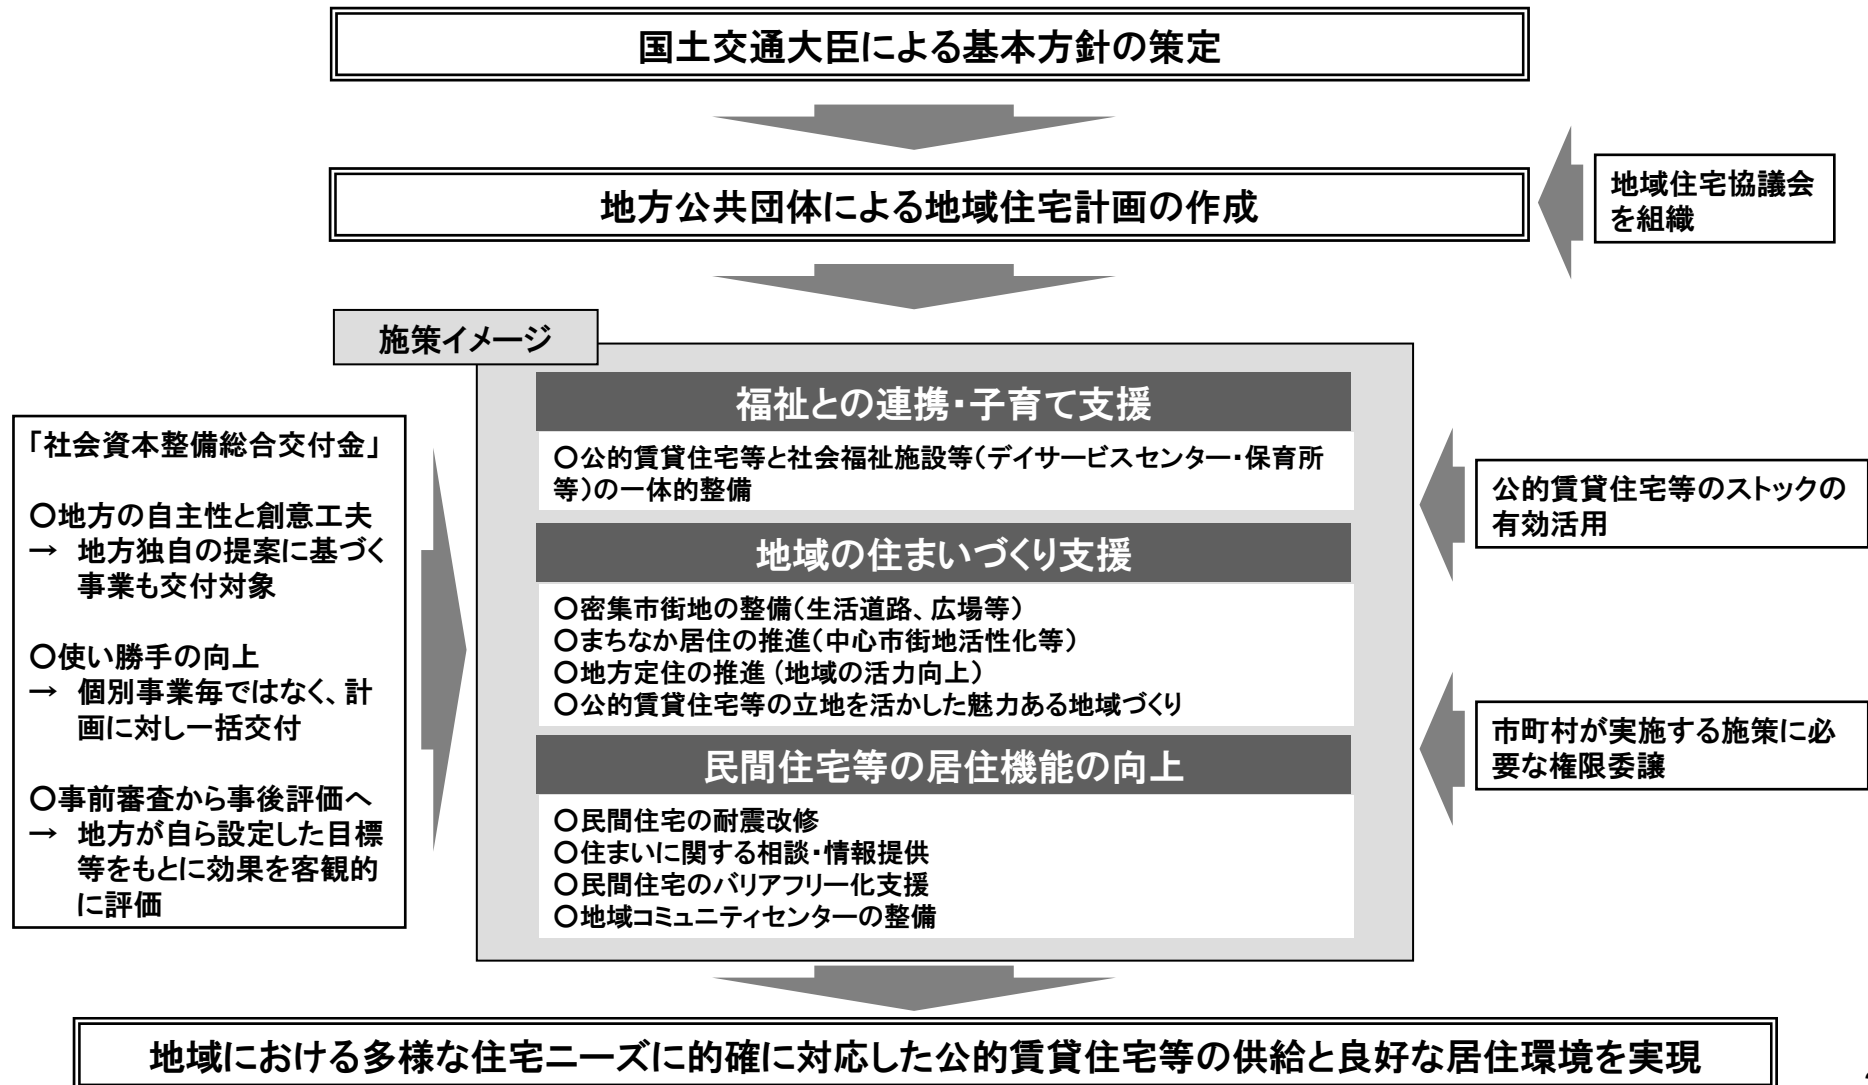 国土交通大臣による基本方針の策定
地方公共団体による地域住宅計画の作成
地域住宅協議会
を組織
施策イメージ
福祉との連携・子育て支援
○公的賃貸住宅等と社会福祉施設等（デイサービスセンター・保育所
等）の一体的整備
地域の住まいづくり支援
○密集市街地の整備（生活道路、広場等）
○まちなか居住の推進（中心市街地活性化等）
○地方定住の推進（地域の活力向上）
○公的賃貸住宅等の立地を活かした魅力ある地域づくり
民間住宅等の居住機能の向上
○民間住宅の耐震改修
○住まいに関する相談・情報提供
○民間住宅のバリアフリー化支援
○地域コミュニティセンターの整備
「社会資本整備総合交付金」
○地方の自主性と創意工夫
→ 地方独自の提案に基づく
事業も交付対象
○使い勝手の向上
→ 個別事業毎ではなく、計
画に対し一括交付
○事前審査から事後評価へ
→ 地方が自ら設定した目標
等をもとに効果を客観的
に評価
公的賃貸住宅等のストックの
有効活用
市町村が実施する施策に必
要な権限委譲
地域における多様な住宅ニーズに的確に対応した公的賃貸住宅等の供給と良好な居住環境を実現